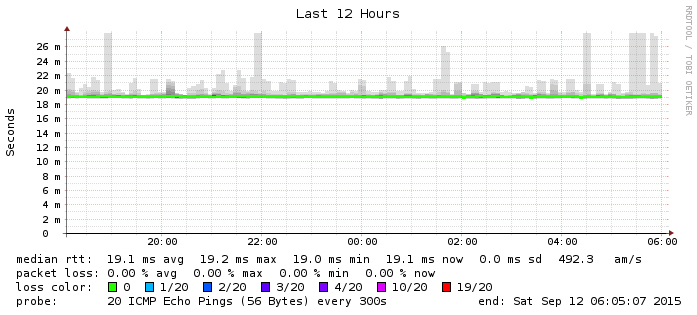 Last 12 Hours
RRDTOOL / TOBI OETIKER
Seconds
26 m
24 m
22 m
20 m
18 m
16 m
14 m
12 m
10 m
8 m
6 m
4 m
2 m
0
20:00 22:00 00:00 02:00 04:00 06:00
median rtt: 19.1 ms avg 19.2 ms max 19.0 ms min 19.1 ms now 0.0 ms sd 492.3 am/s
packet loss: 0.00 % avg 0.00 % max 0.00 % min 0.00 % now
loss color: 0 1/20 2/20 3/20 4/20 10/20 19/20
probe: 20 ICMP Echo Pings (56 Bytes) every 300s end: Sat Sep 12 06:05:07 2015